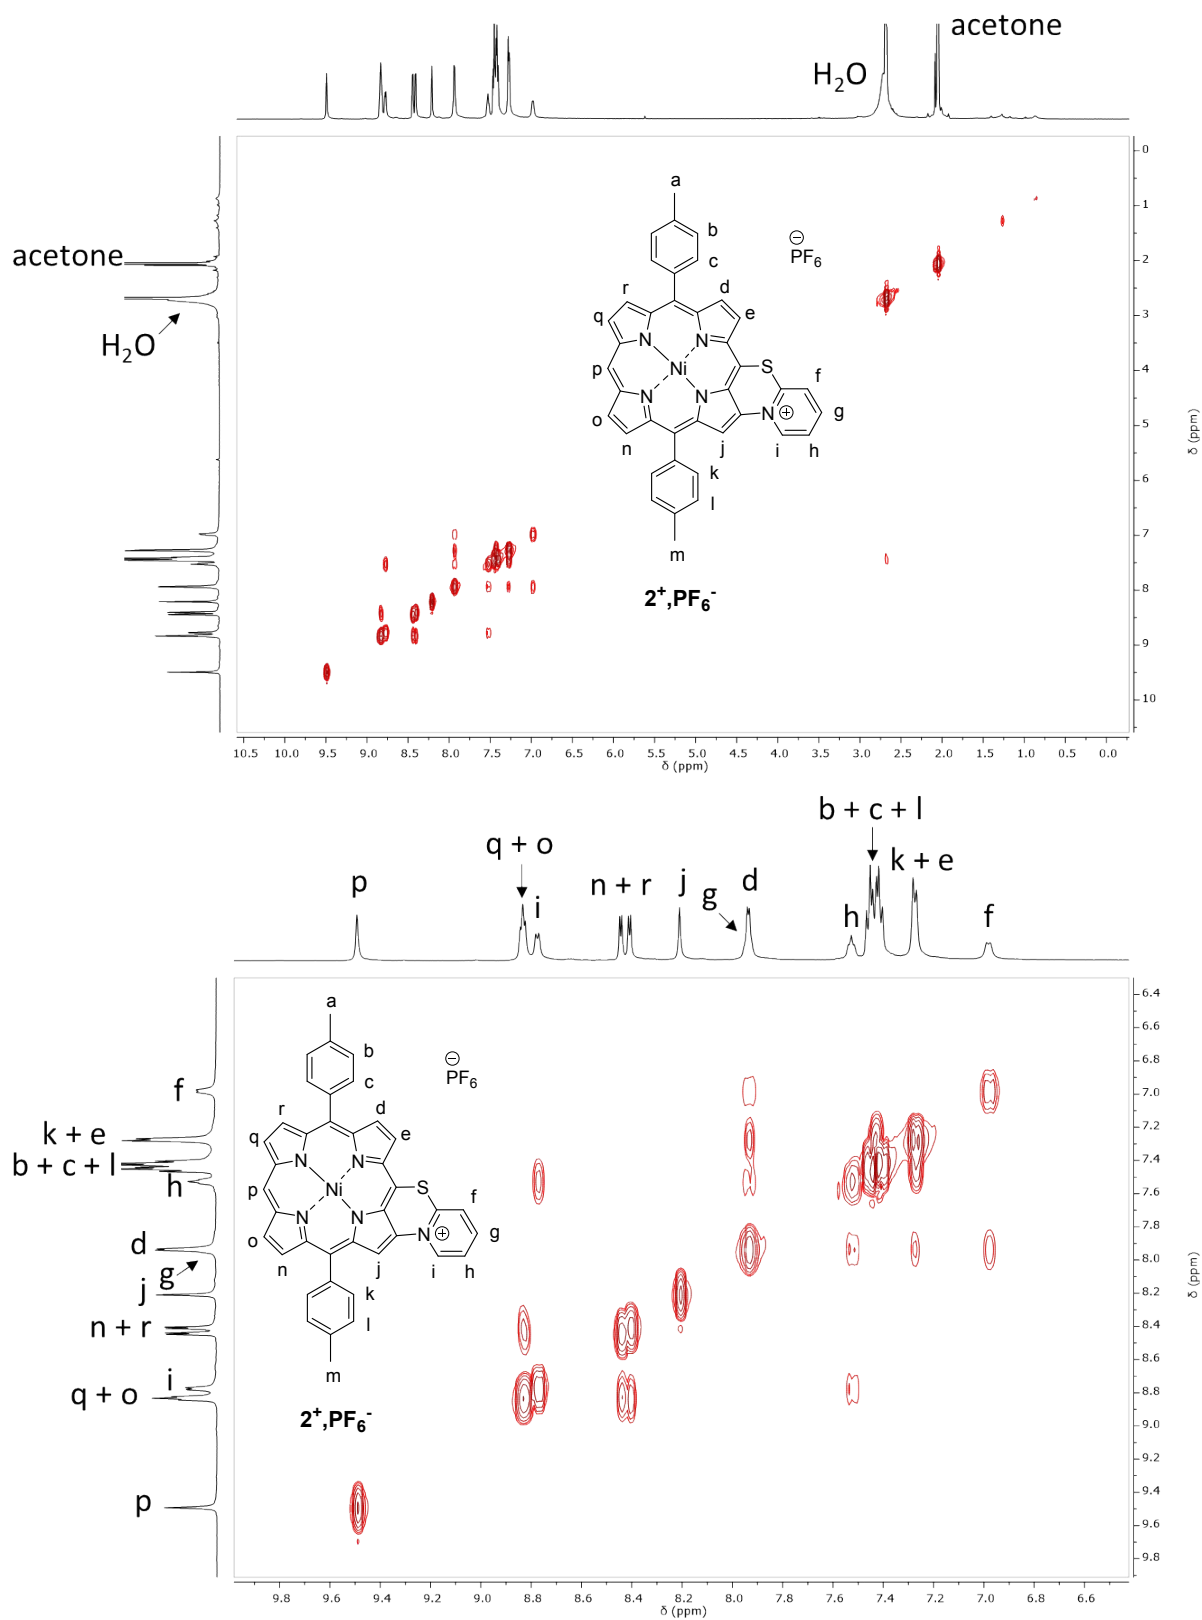 acetone
H2O
acetone
H2O
0
1
2
3
4
5
6
7
8
9
10
δ (ppm)
a
b
c
r
d
q
e
p
N
N
Ni
S
N
N
N
⊕
f
g
h
i
o
n
j
k
l
m
⊖
PF6
2+,PF6-
10.5 10.0 9.5 9.0 8.5 8.0 7.5 7.0 6.5 6.0 5.5 5.0 4.5 4.0 3.5 3.0 2.5 2.0 1.5 1.0 0.5 0.0
δ (ppm)
b + c + l
q + o
k + e
p
i
n + r
j
g
d
h
f
f
k + e
b + c + l
h
d
g
j
n + r
i
q + o
p
a
b
c
r
d
q
e
p
N
N
Ni
S
N
N
N
⊕
f
g
h
i
o
n
j
k
l
m
⊖
PF6
2+,PF6-
6.4
6.6
6.8
7.0
7.2
7.4
7.6
7.8
8.0
8.2
8.4
8.6
8.8
9.0
9.2
9.4
9.6
9.8
δ (ppm)
9.8 9.6 9.4 9.2 9.0 8.8 8.6 8.4 8.2 8.0 7.8 7.6 7.4 7.2 7.0 6.8 6.6
δ (ppm)